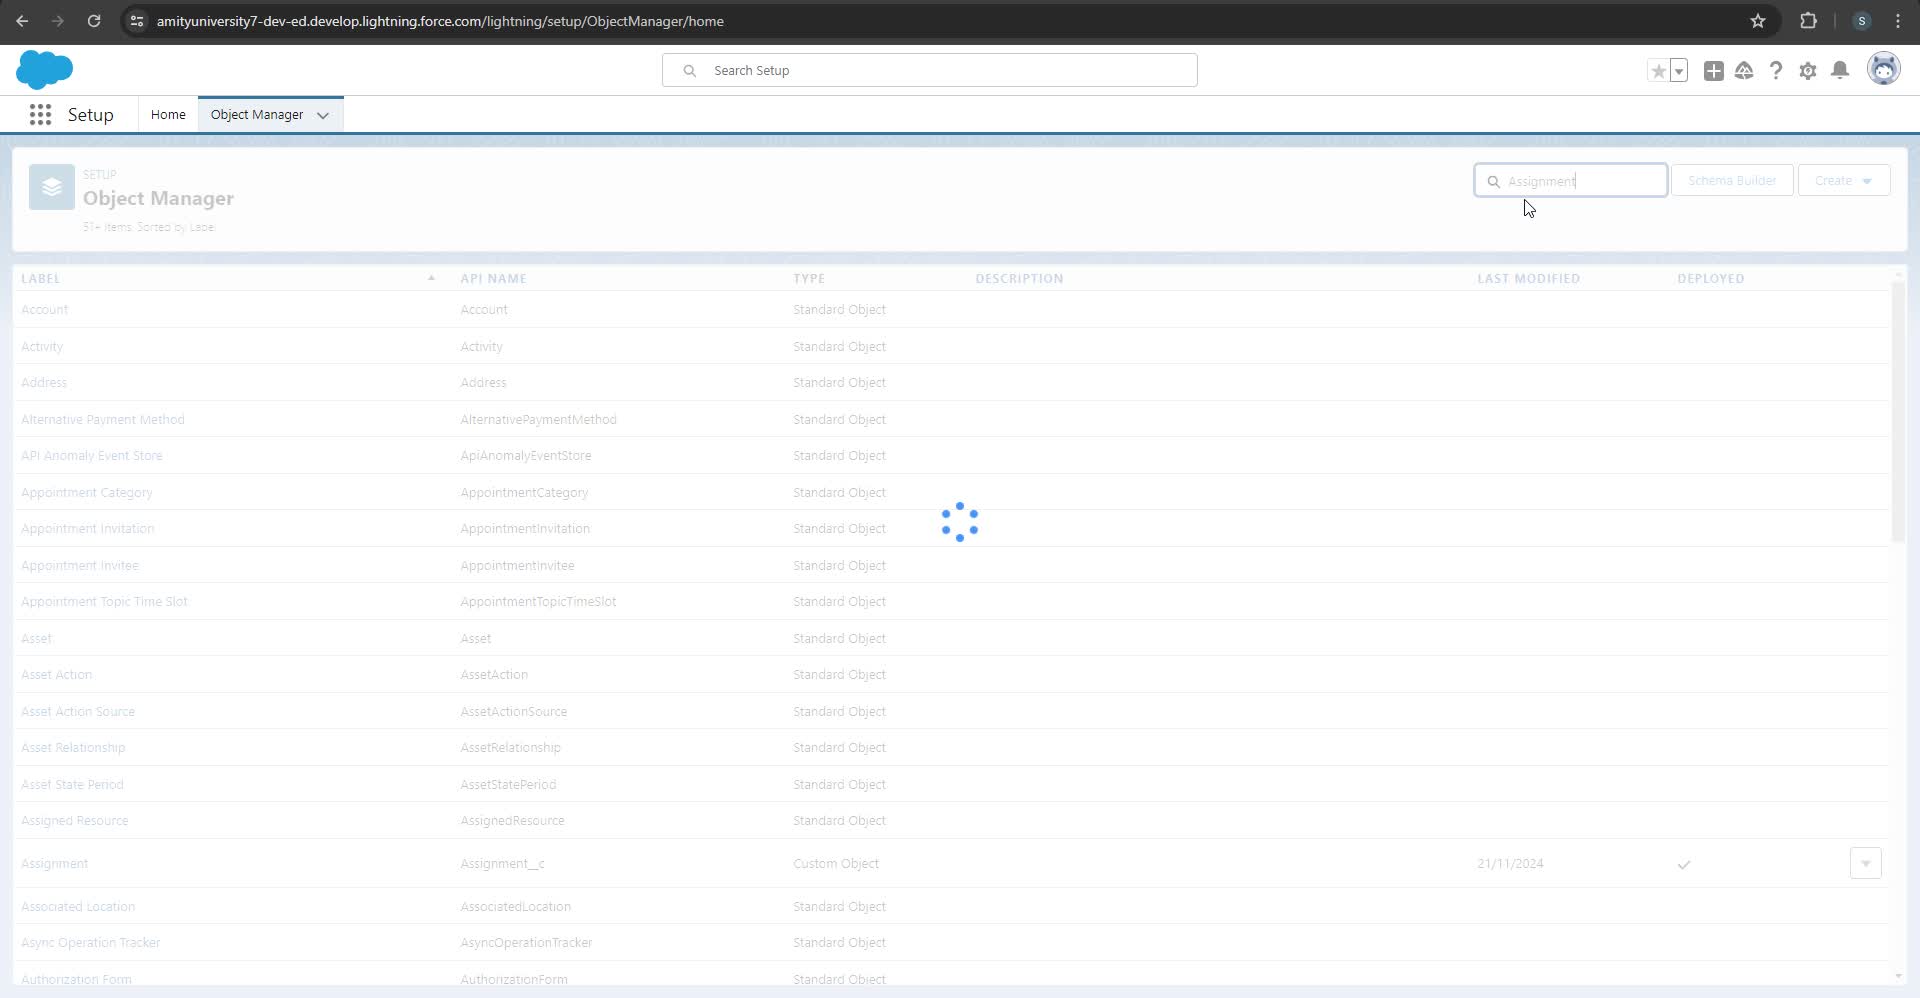 amityuniversity7-dev-ed.develop.lightning.force.com/lightning/setup/ObjectManager/home
S
Search Setup
Setup
Home
Object Manager
SETUP
Object Manager
51+ Items, Sorted by Label
Assignment
Schema Builder
Create
LABEL API NAME TYPE DESCRIPTION LAST MODIFIED DEPLOYED
Account Account Standard Object
Activity Activity Standard Object
Address Address Standard Object
Alternative Payment Method AlternativePaymentMethod Standard Object
API Anomaly Event Store ApiAnomalyEventStore Standard Object
Appointment Category AppointmentCategory Standard Object
Appointment Invitation AppointmentInvitation Standard Object
Appointment Invitee AppointmentInvitee Standard Object
Appointment Topic Time Slot AppointmentTopicTimeSlot Standard Object
Asset Asset Standard Object
Asset Action AssetAction Standard Object
Asset Action Source AssetActionSource Standard Object
Asset Relationship AssetRelationship Standard Object
Asset State Period AssetStatePeriod Standard Object
Assigned Resource AssignedResource Standard Object
Assignment Assignment__c Custom Object 21/11/2024
Associated Location AssociatedLocation Standard Object
Async Operation Tracker AsyncOperationTracker Standard Object
Authorization Form AuthorizationForm Standard Object